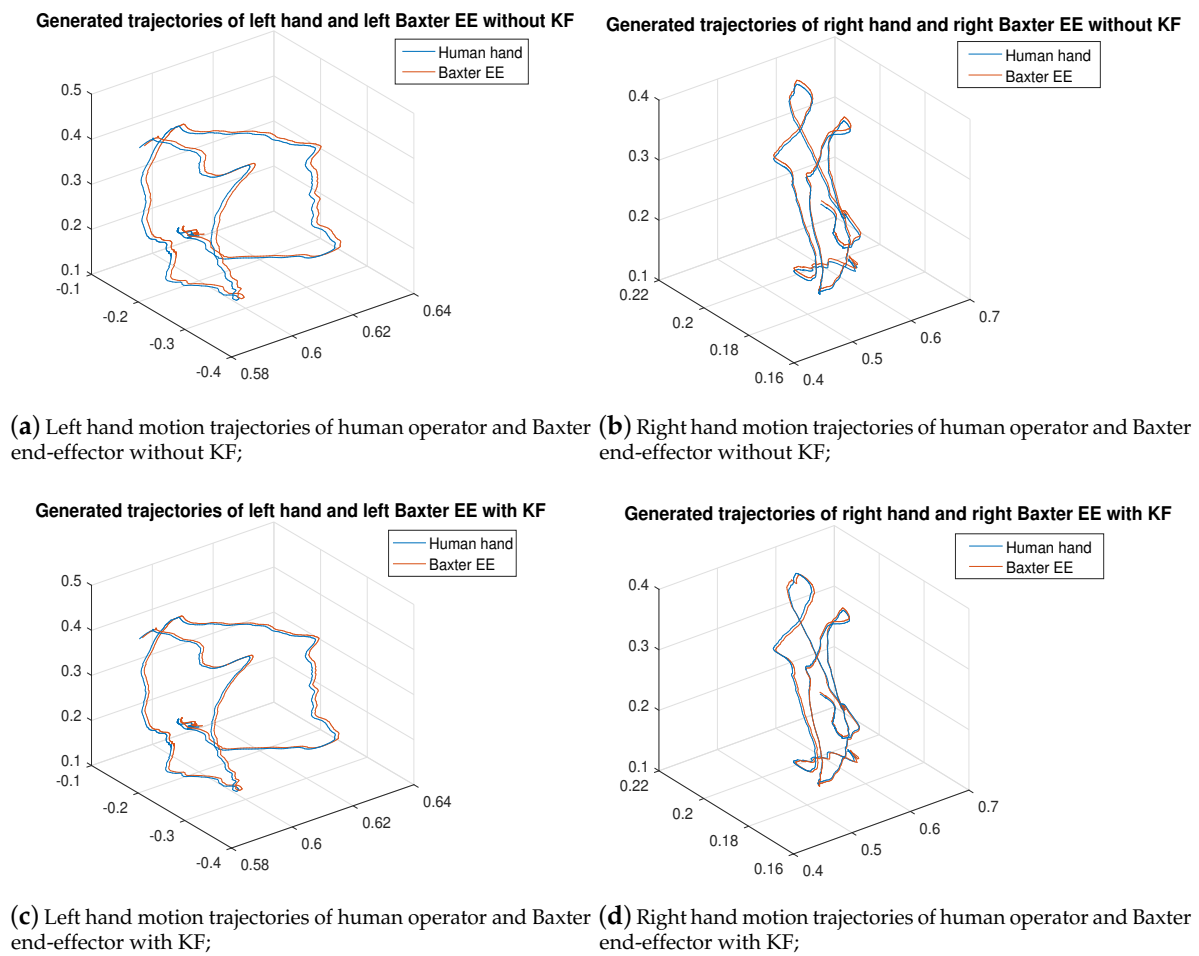 Generated trajectories of left hand and left Baxter EE without KF
Human hand
Baxter EE
0.5
0.4
0.3
0.2
0.1
-0.1
-0.2
-0.3
-0.4
0.58
0.6
0.62
0.64
Generated trajectories of right hand and right Baxter EE without KF
Human hand
Baxter EE
0.4
0.3
0.2
0.1
0.22
0.2
0.18
0.16
0.4
0.5
0.6
0.7
(a) Left hand motion trajectories of human operator and Baxter
end-effector without KF;
(b) Right hand motion trajectories of human operator and Baxter
end-effector without KF;
Generated trajectories of left hand and left Baxter EE with KF
Human hand
Baxter EE
0.5
0.4
0.3
0.2
0.1
-0.1
-0.2
-0.3
-0.4
0.58
0.6
0.62
0.64
Generated trajectories of right hand and right Baxter EE with KF
Human hand
Baxter EE
0.4
0.3
0.2
0.1
0.22
0.2
0.18
0.16
0.4
0.5
0.6
0.7
(c) Left hand motion trajectories of human operator and Baxter
end-effector with KF;
(d) Right hand motion trajectories of human operator and Baxter
end-effector with KF;